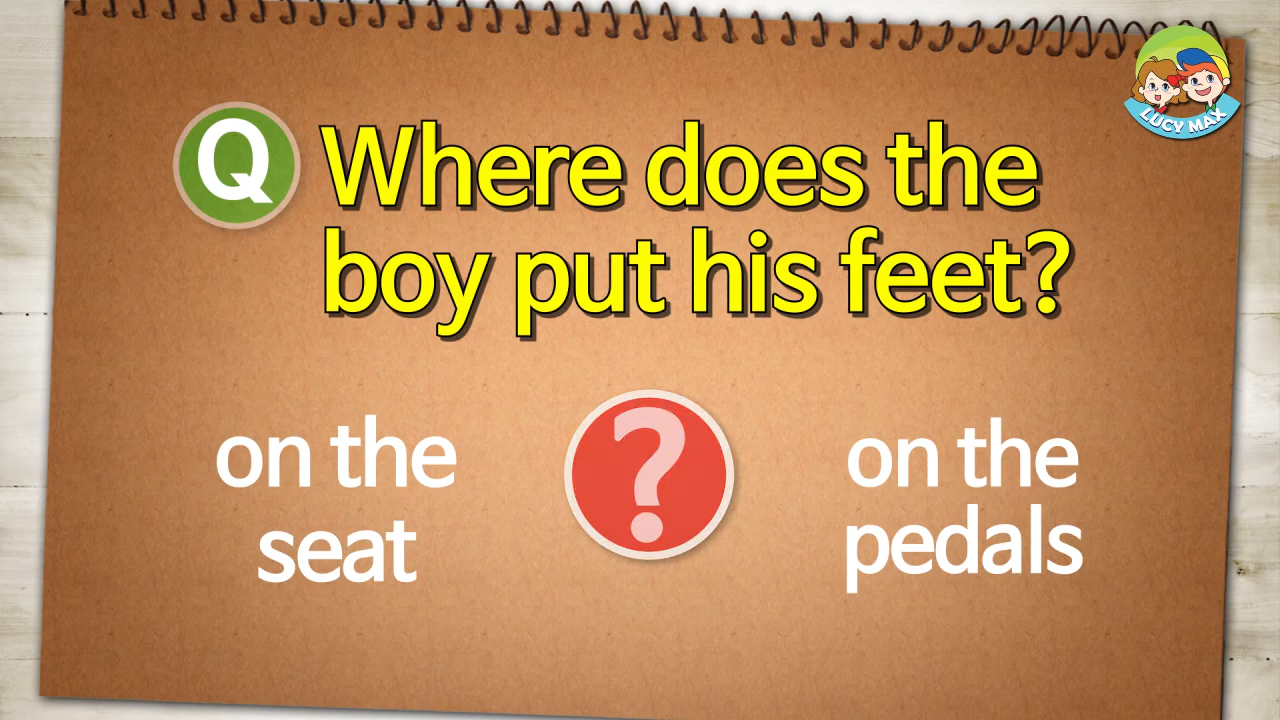 Q
Where does the
boy put his feet?
on the
seat
?
on the
pedals
LUCY MAX